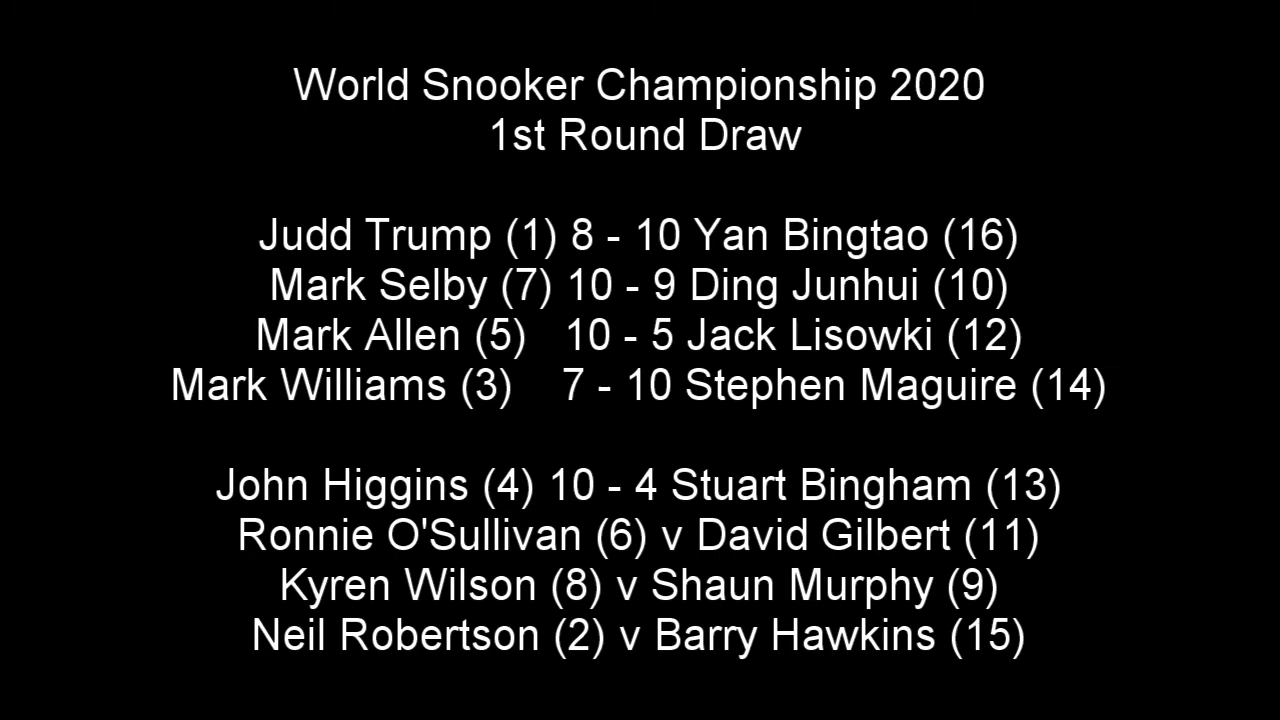 World Snooker Championship 2020
1st Round Draw
Judd Trump (1) 8 - 10 Yan Bingtao (16)
Mark Selby (7) 10 - 9 Ding Junhui (10)
Mark Allen (5) 10 - 5 Jack Lisowki (12)
Mark Williams (3) 7 - 10 Stephen Maguire (14)
John Higgins (4) 10 - 4 Stuart Bingham (13)
Ronnie O'Sullivan (6) v David Gilbert (11)
Kyren Wilson (8) v Shaun Murphy (9)
Neil Robertson (2) v Barry Hawkins (15)